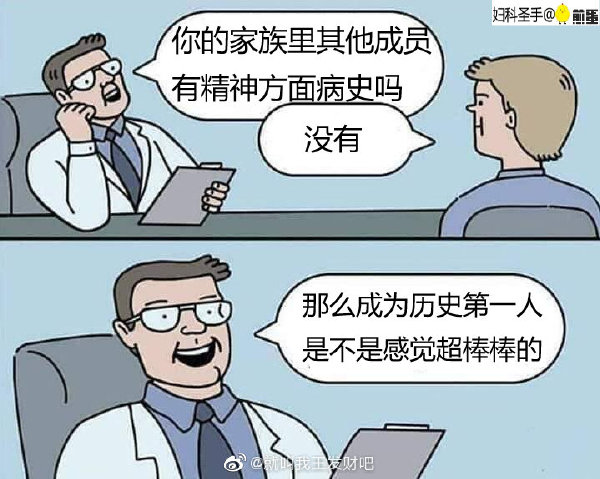 妇科圣手@煎蛋
你的家族里其他成员
有精神方面病史吗
没有
那么成为历史第一人
是不是感觉超棒棒的
@就叫我王发财吧